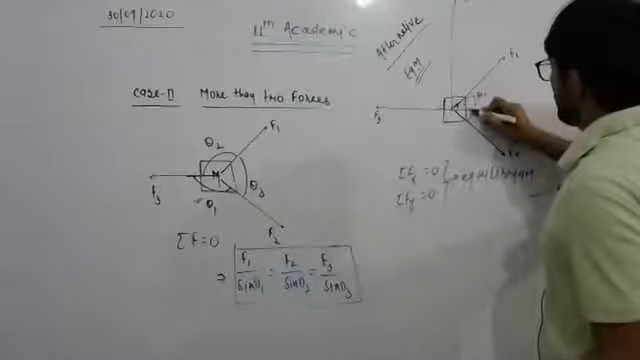 30/09/2020
11th Academic
Case-II More than two Forces
θ2
F1
M
F3
θ3
θ1
F2
ΣF=0
⇒ F1/Sinθ1 = F2/Sinθ2 = F3/Sinθ3
Alternative
Eqm
F1
F3
ΣFx=0
ΣFy=0